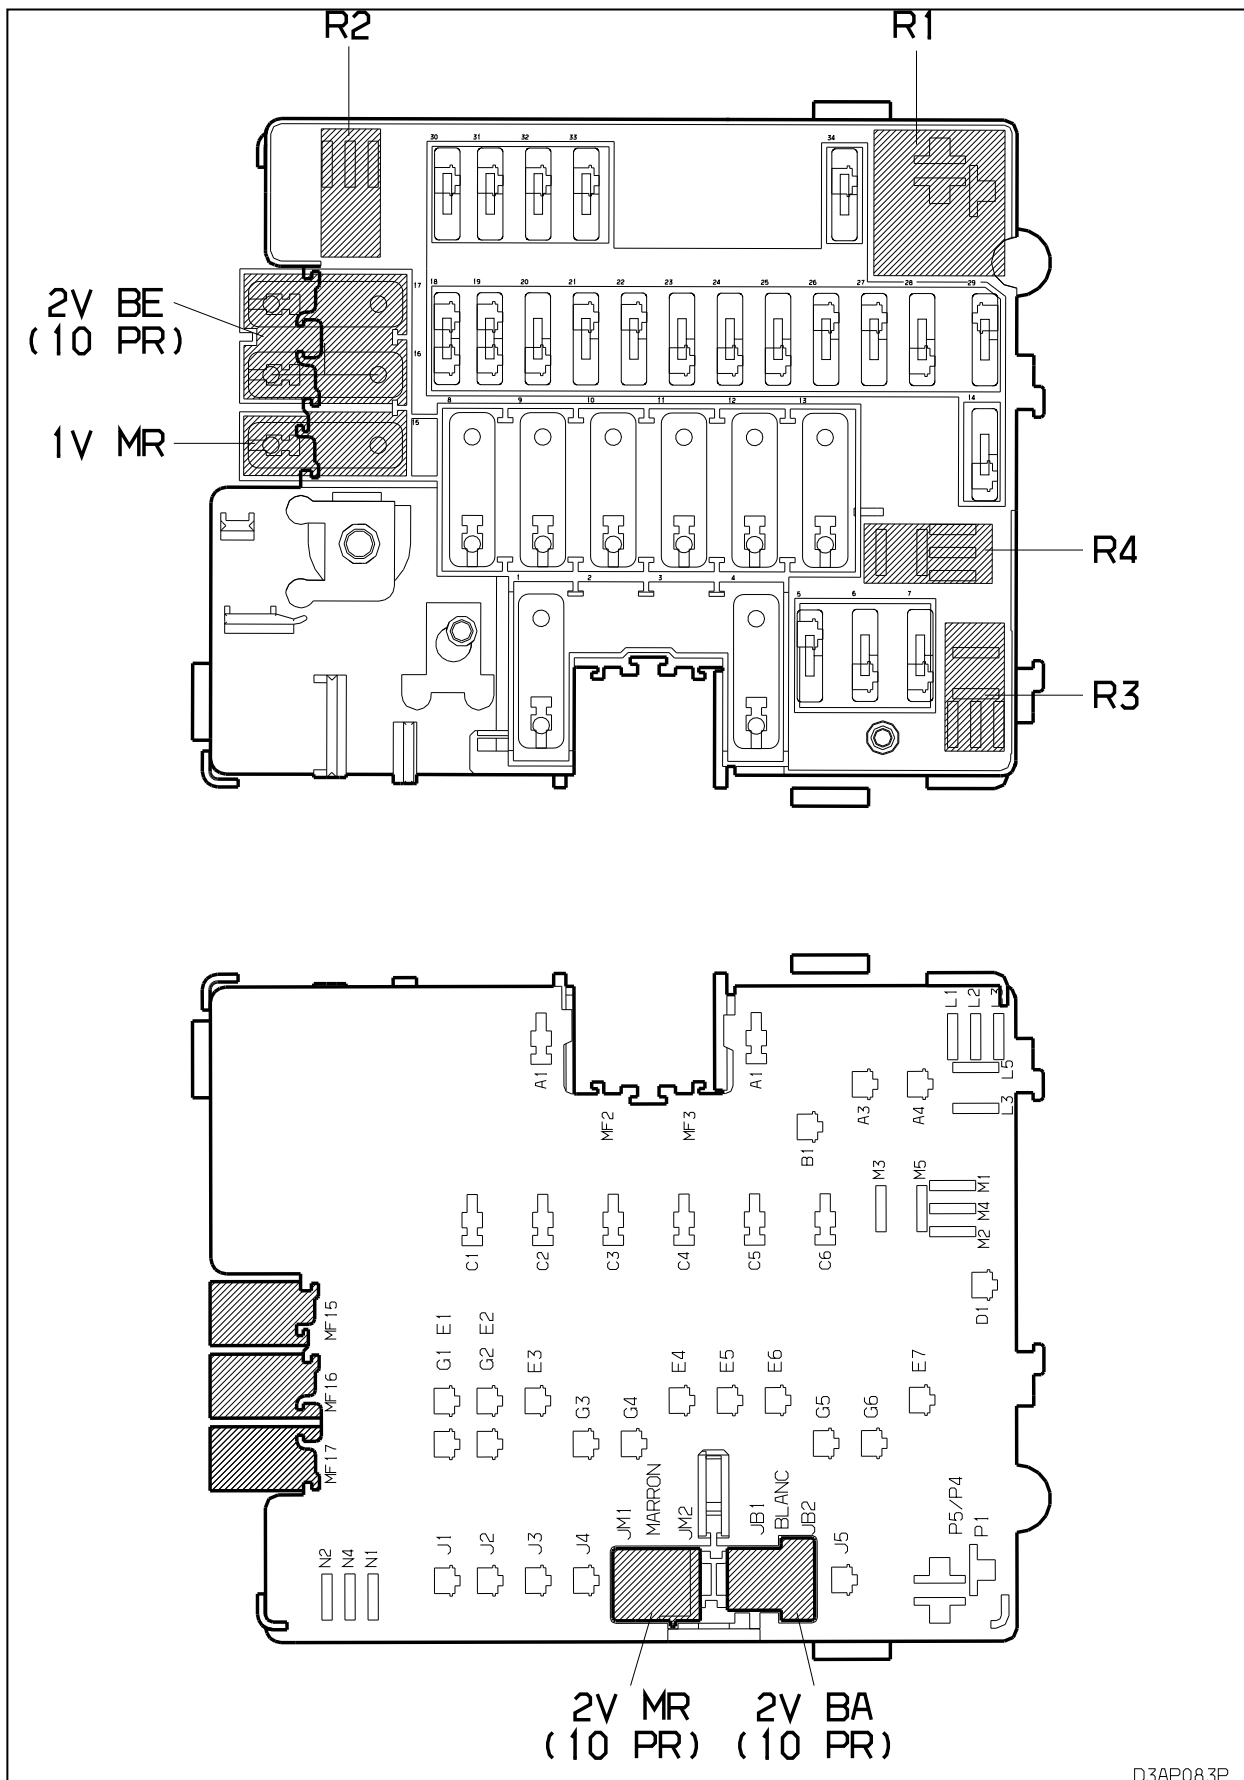 R2
R1
30
31
32
33
34
2V BE
(10 PR)
17
18
19
20
21
22
23
24
25
26
27
28
29
16
1V MR
15
8
9
10
11
12
13
14
R4
1
2
3
4
5
6
7
R3
L1
L2
L3
A1
A1
L5
A3
A4
L3
MF2
MF3
B1
M3
M5
M1
M4
M2
C1
C2
C3
C4
C5
C6
D1
MF15
E1
E2
MF16
G1
G2
E3
E4
E5
E6
E7
G3
G4
G5
G6
MF17
JM1
MARRON
JM2
JB1
BLANC
JB2
P5/P4
P1
N2
N4
N1
J1
J2
J3
J4
J5
2V MR
(10 PR)
2V BA
(10 PR)
D3AP083P